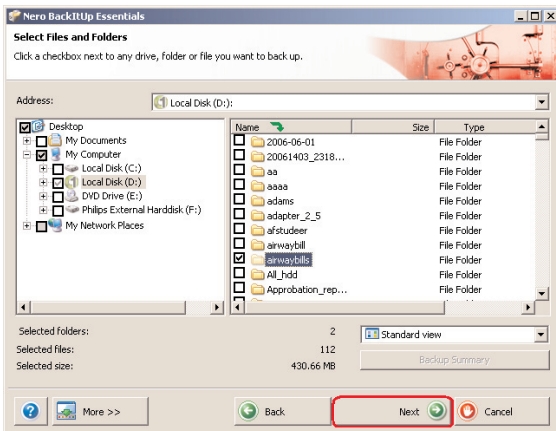 Nero BackItUp Essentials
Select Files and Folders
Click a checkbox next to any drive, folder or file you want to back up.
Address: Local Disk (D:):
Desktop
My Documents
My Computer
Local Disk (C:)
Local Disk (D:)
DVD Drive (E:)
Philips External Harddisk (F:)
My Network Places
Name Size Type
2006-06-01 File Folder
20061403_2318... File Folder
aa File Folder
aaaa File Folder
adams File Folder
adapter_2_5 File Folder
afstudeer File Folder
airwaybill File Folder
airwaybills File Folder
All_hdd File Folder
Approbation_rep... File Folder
Selected folders: 2
Standard view
Selected files: 112
Selected size: 430.66 MB
Backup Summary
? More >> Back Next Cancel